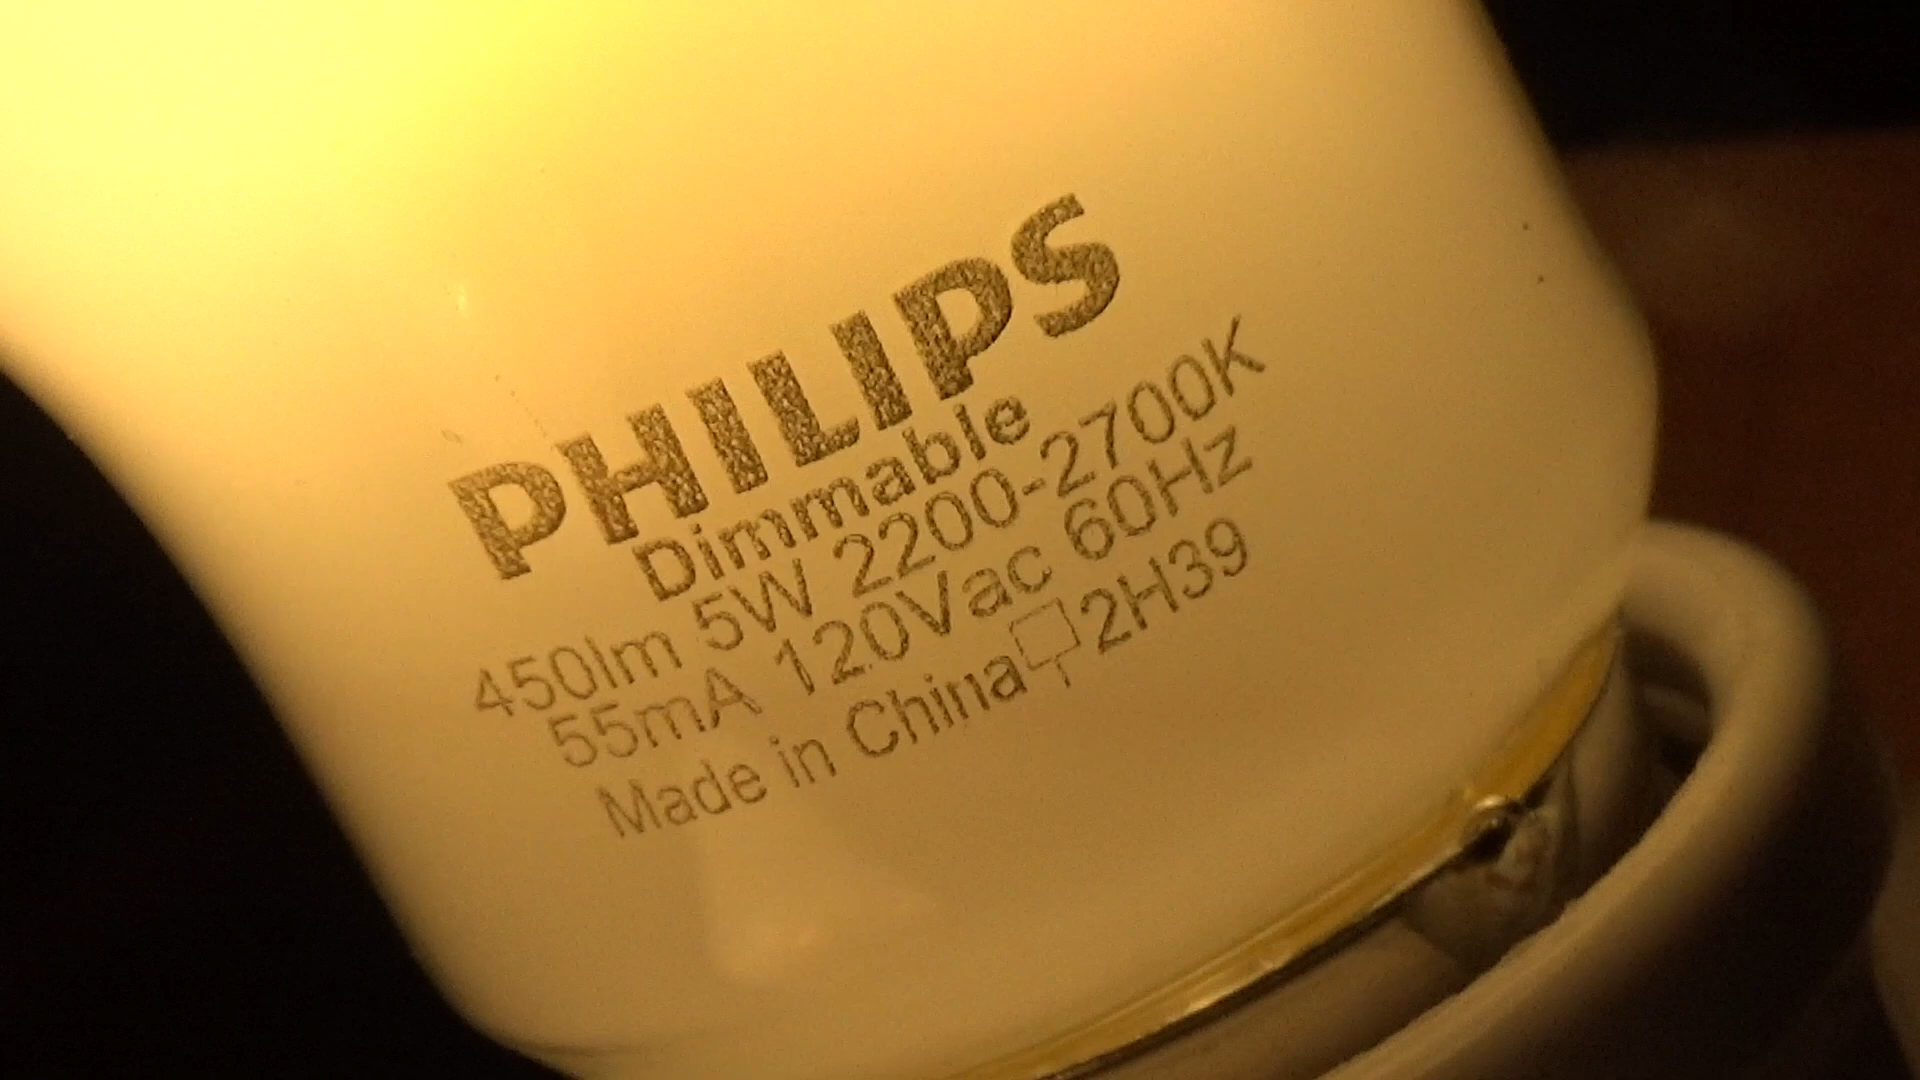 PHILIPS
Dimmable
450lm 5W 2200-2700K
55mA 120Vac 60Hz
Made in China 2H39